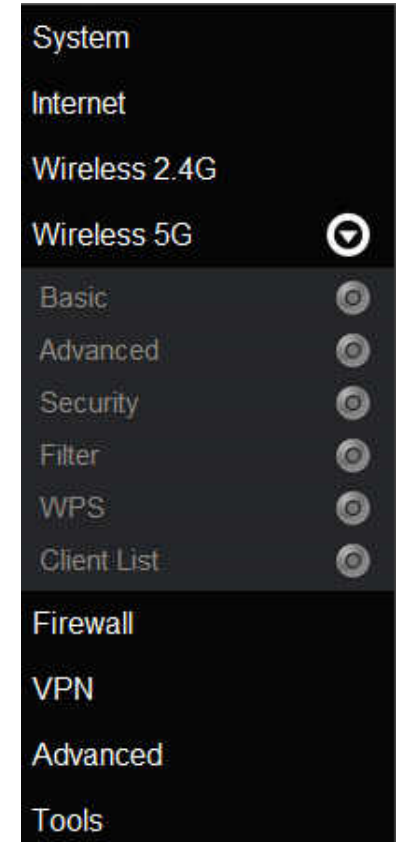 System
Internet
Wireless 2.4G
Wireless 5G
Basic
Advanced
Security
Filter
WPS
Client List
Firewall
VPN
Advanced
Tools